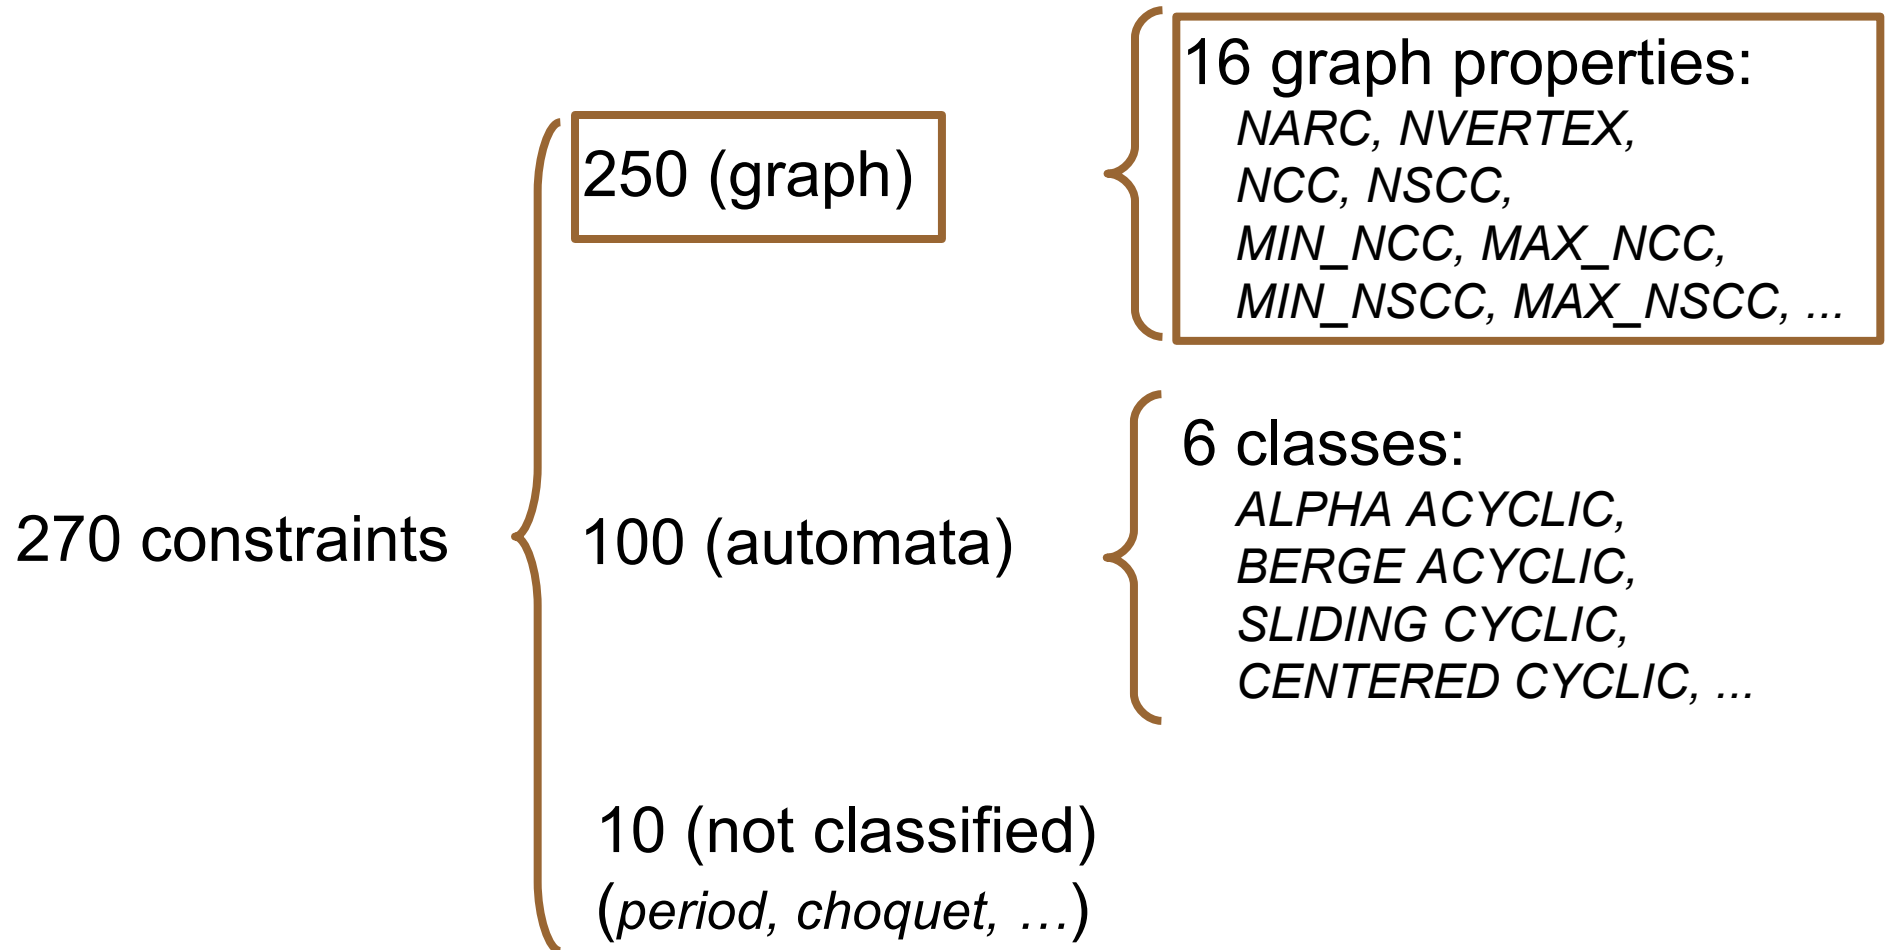 270 constraints
250 (graph)
16 graph properties:
NARC, NVERTEX,
NCC, NSCC,
MIN_NCC, MAX_NCC,
MIN_NSCC, MAX_NSCC, ...
100 (automata)
6 classes:
ALPHA ACYCLIC,
BERGE ACYCLIC,
SLIDING CYCLIC,
CENTERED CYCLIC, ...
10 (not classified)
(period, choquet, …)